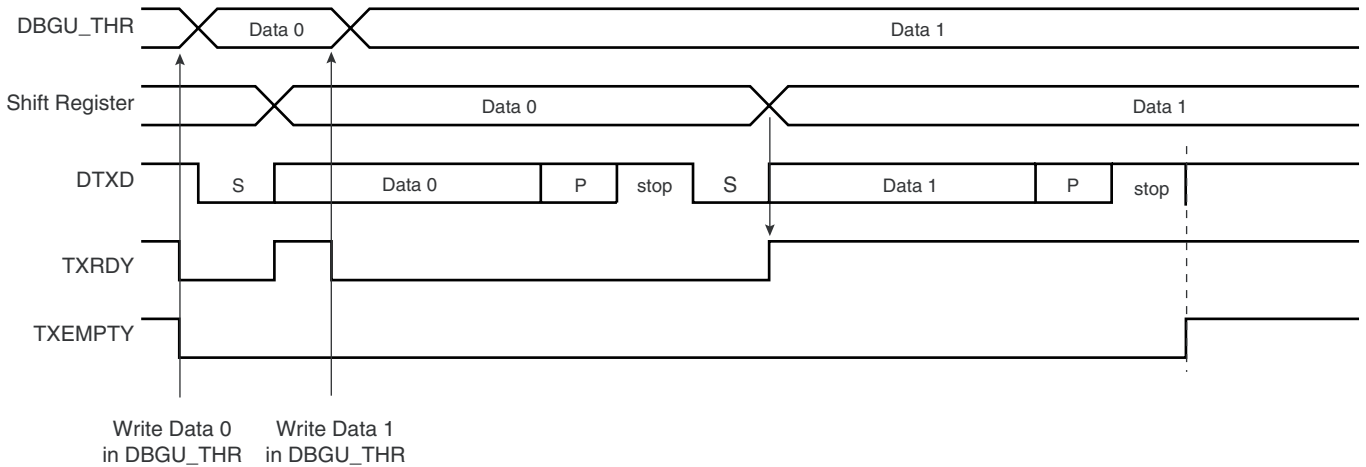 DBGU_THR
Data 0
Data 1
Shift Register
Data 0
Data 1
DTXD
S
Data 0
P
stop
S
Data 1
P
stop
TXRDY
TXEMPTY
Write Data 0
in DBGU_THR
Write Data 1
in DBGU_THR